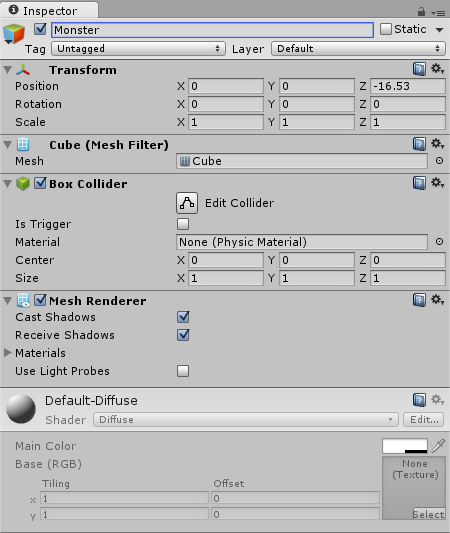 Inspector
Monster Static
Tag Untagged Layer Default
Transform
Position X 0 Y 0 Z -16.53
Rotation X 0 Y 0 Z 0
Scale X 1 Y 1 Z 1
Cube (Mesh Filter)
Mesh Cube
Box Collider
Edit Collider
Is Trigger
Material None (Physic Material)
Center X 0 Y 0 Z 0
Size X 1 Y 1 Z 1
Mesh Renderer
Cast Shadows
Receive Shadows
Materials
Use Light Probes
Default-Diffuse
Shader Diffuse Edit...
Main Color
Base (RGB) None
(Texture)
Tiling Offset
x 1 0
y 1 0 Select